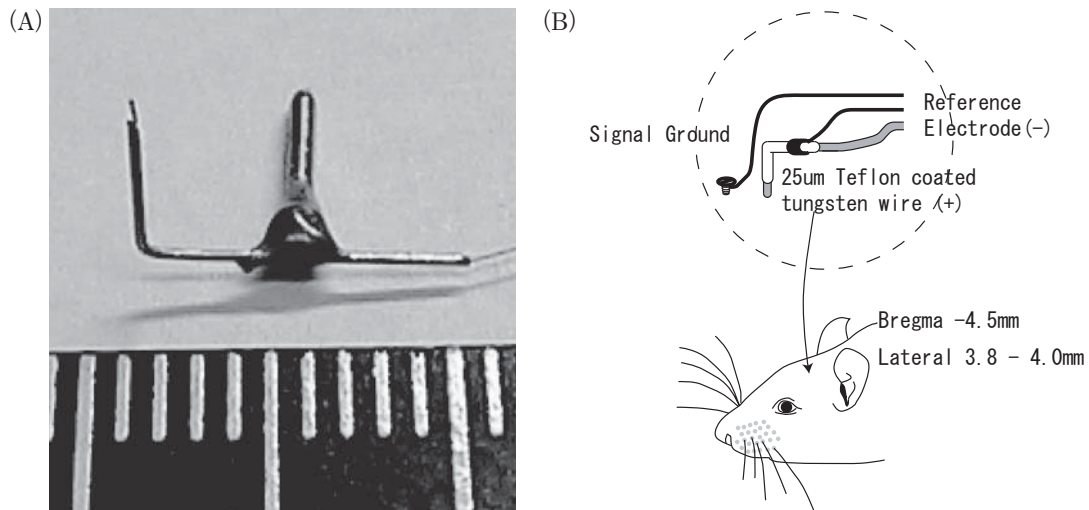 (A)
(B)
Signal Ground
Reference
Electrode(-)
25um Teflon coated
tungsten wire (+)
Bregma -4.5mm
Lateral 3.8 - 4.0mm